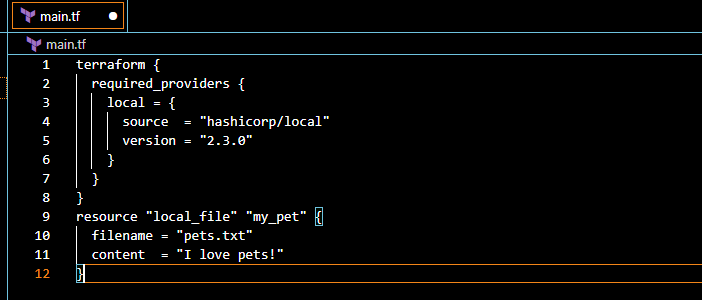 main.tf
main.tf
1 terraform {
2   required_providers {
3     local = {
4       source  = "hashicorp/local"
5       version = "2.3.0"
6     }
7   }
8 }
9 resource "local_file" "my_pet" {
10   filename = "pets.txt"
11   content  = "I love pets!"
12 }